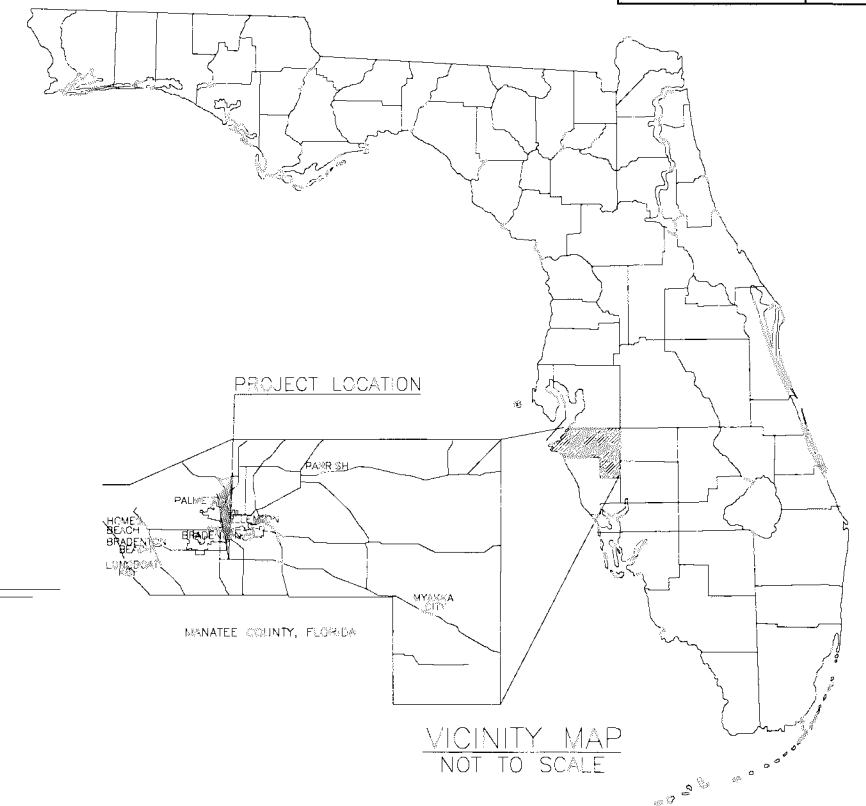 PROJECT LOCATION
PARRISH
PALMETTO
ELLENTON
HOLMES
BEACH
BRADENTON
BRADENTON
BEACH
LONGBOAT
KEY
MYAKKA
CITY
MANATEE COUNTY, FLORIDA
VICINITY MAP
NOT TO SCALE